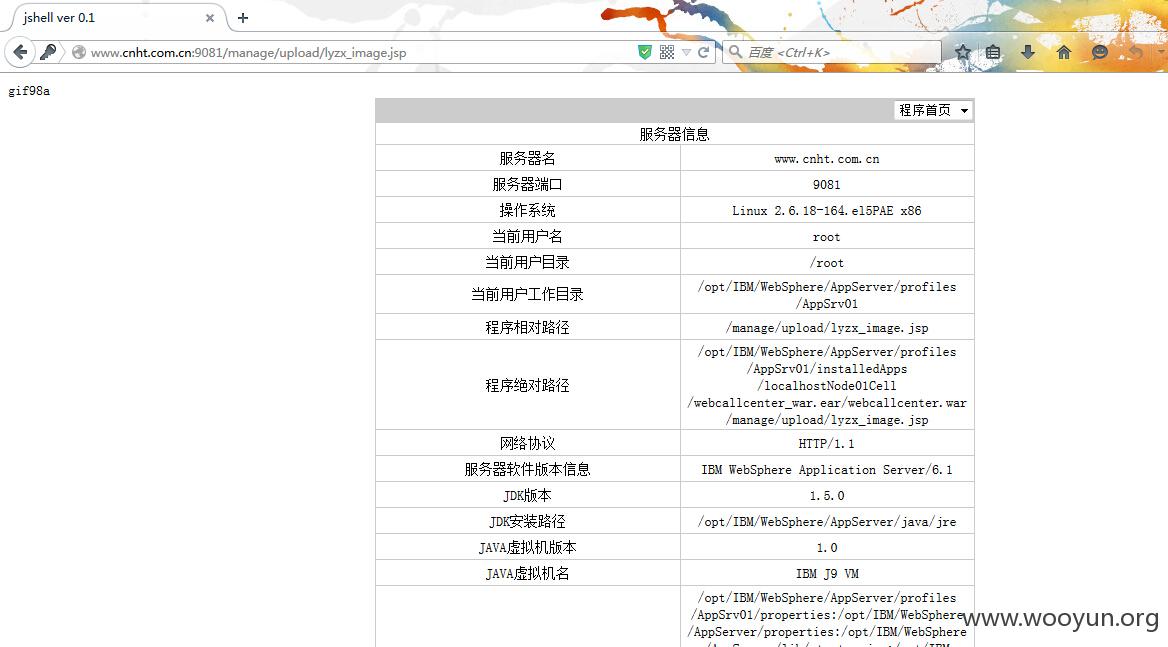 jshell ver 0.1
www.cnht.com.cn:9081/manage/upload/lyzx_image.jsp
百度 <Ctrl+K>
gif98a
程序首页
服务器信息
服务器名 www.cnht.com.cn
服务器端口 9081
操作系统 Linux 2.6.18-164.el5PAE x86
当前用户名 root
当前用户目录 /root
当前用户工作目录 /opt/IBM/WebSphere/AppServer/profiles
/AppSrv01
程序相对路径 /manage/upload/lyzx_image.jsp
程序绝对路径 /opt/IBM/WebSphere/AppServer/profiles
/AppSrv01/installedApps
/localhostNode01Cell
/webcallcenter_war.ear/webcallcenter.war
/manage/upload/lyzx_image.jsp
网络协议 HTTP/1.1
服务器软件版本信息 IBM WebSphere Application Server/6.1
JDK版本 1.5.0
JDK安装路径 /opt/IBM/WebSphere/AppServer/java/jre
JAVA虚拟机版本 1.0
JAVA虚拟机名 IBM J9 VM
/opt/IBM/WebSphere/AppServer/profiles
/AppSrv01/properties:/opt/IBM/WebSphere
/AppServer/properties:/opt/IBM/WebSphere
www.wooyun.org